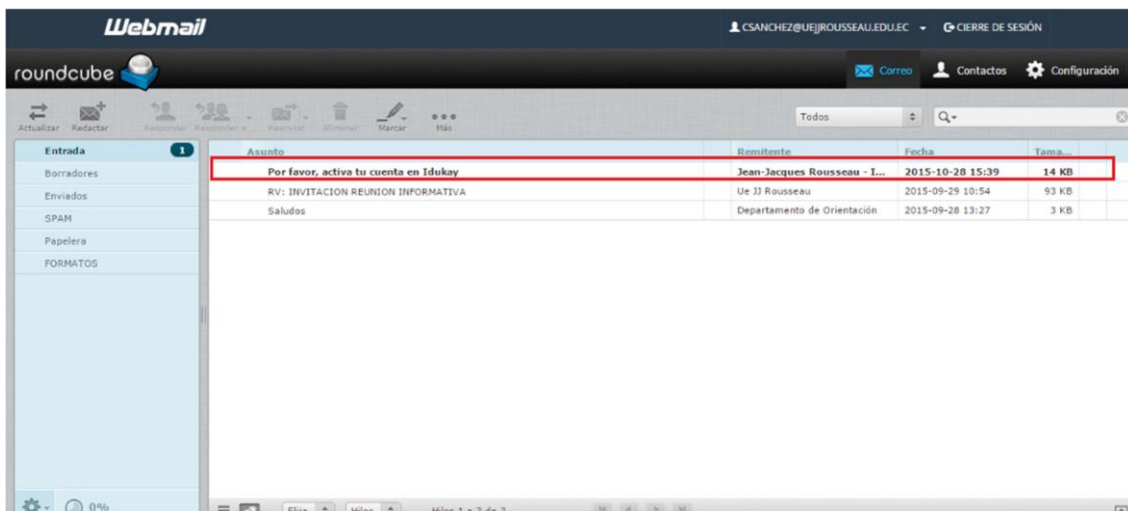 Webmail
CSANCHEZ@UEJJROUSSEAU.EDU.EC CIERRE DE SESIÓN
roundcube Correo Contactos Configuración
Actualizar Redactar Responder Responder a... Reenviar Eliminar Marcar Más
Todos
Entrada 1
Borradores
Enviados
SPAM
Papelera
FORMATOS
Asunto Remitente Fecha Tama...
Por favor, activa tu cuenta en Idukay Jean-Jacques Rousseau - I... 2015-10-28 15:39 14 KB
RV: INVITACION REUNION INFORMATIVA Ue JJ Rousseau 2015-09-29 10:54 93 KB
Saludos Departamento de Orientación 2015-09-28 13:27 3 KB
0%